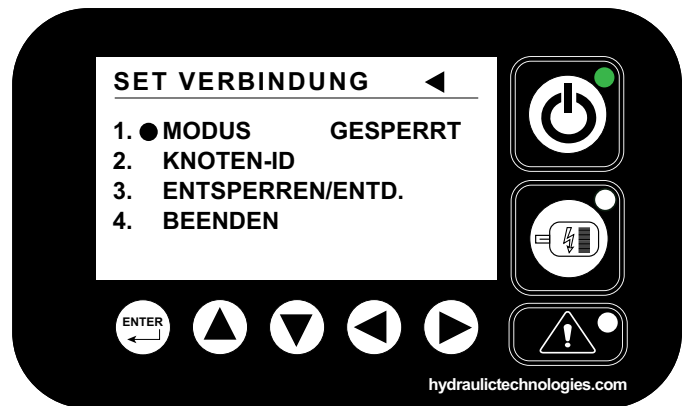 SET VERBINDUNG
1. MODUS GESPERRT
2. KNOTEN-ID
3. ENTSPERREN/ENTD.
4. BEENDEN
ENTER
hydraulictechnologies.com